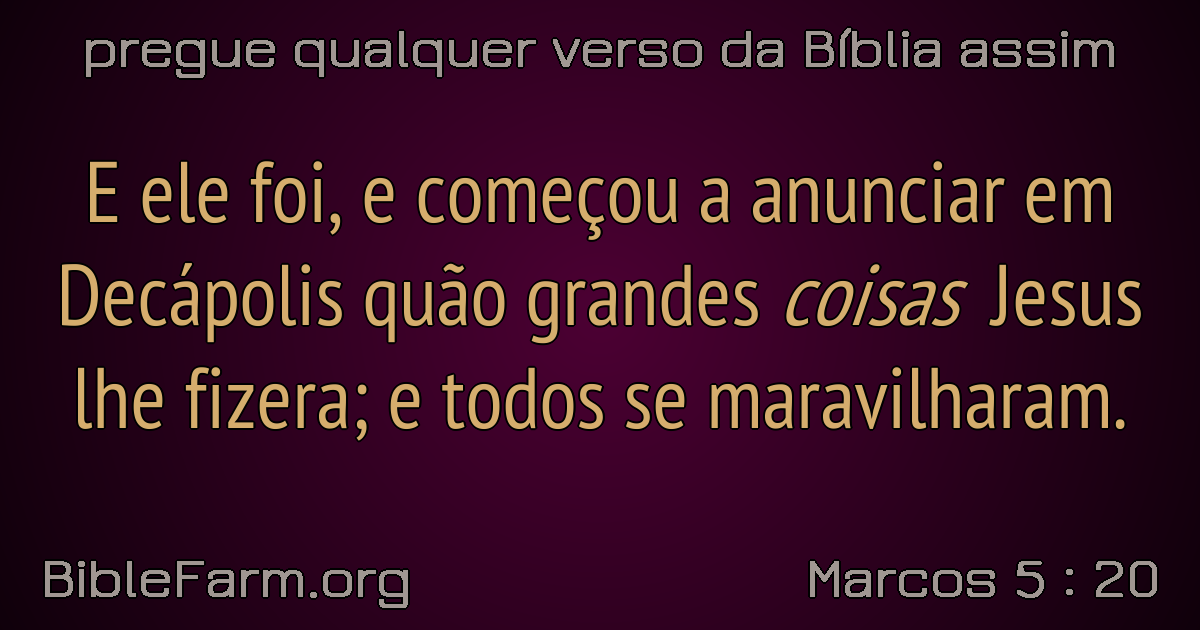 pregue qualquer verso da Bíblia assim
E ele foi, e começou a anunciar em
Decápolis quão grandes coisas Jesus
lhe fizera; e todos se maravilharam.
BibleFarm.org
Marcos 5 : 20